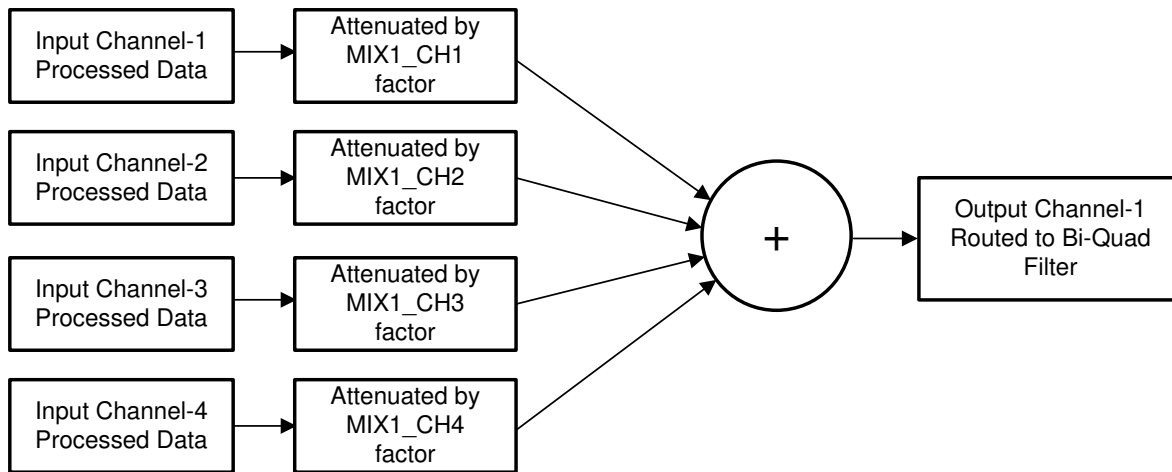 Input Channel-1
Processed Data
Attenuated by
MIX1_CH1
factor
Input Channel-2
Processed Data
Attenuated by
MIX1_CH2
factor
Input Channel-3
Processed Data
Attenuated by
MIX1_CH3
factor
Input Channel-4
Processed Data
Attenuated by
MIX1_CH4
factor
+
Output Channel-1
Routed to Bi-Quad
Filter